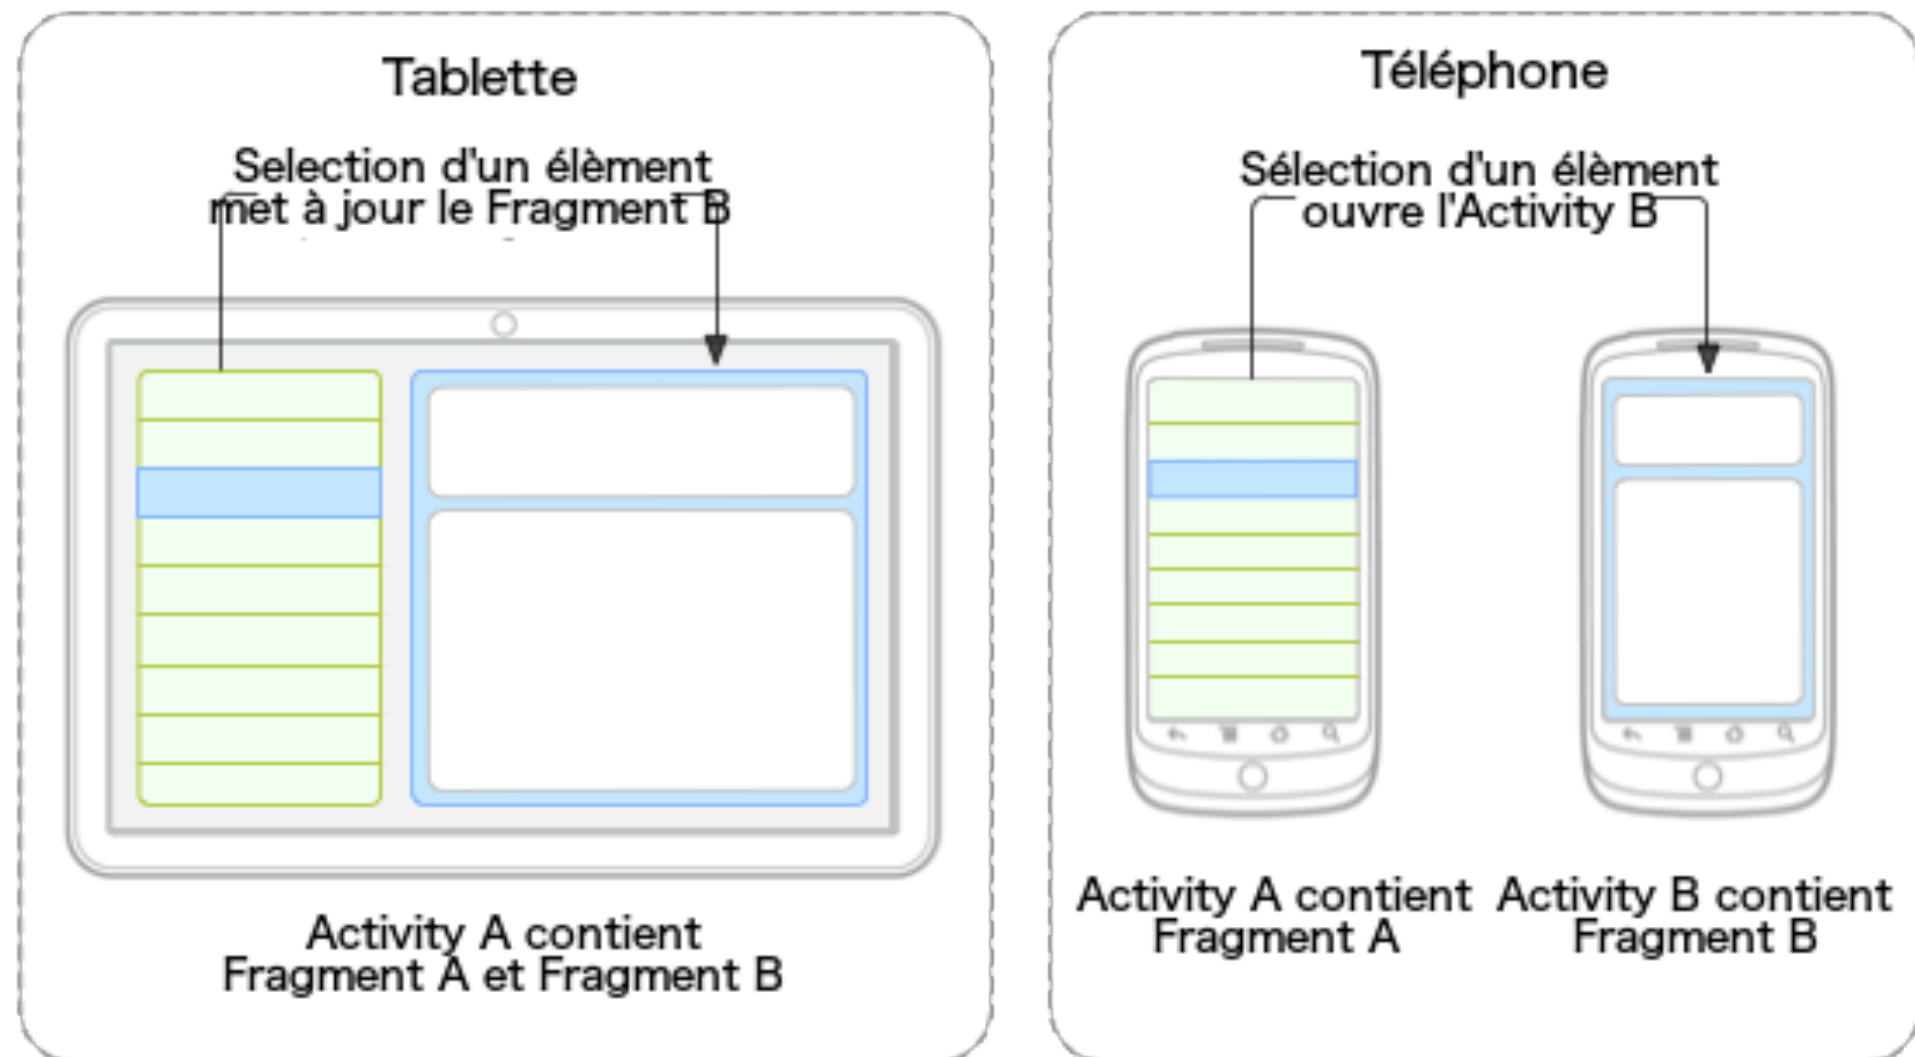 Tablette
Selection d'un élèment
met à jour le Fragment B
Activity A contient
Fragment A et Fragment B
Téléphone
Sélection d'un élèment
ouvre l'Activity B
Activity A contient
Fragment A
Activity B contient
Fragment B